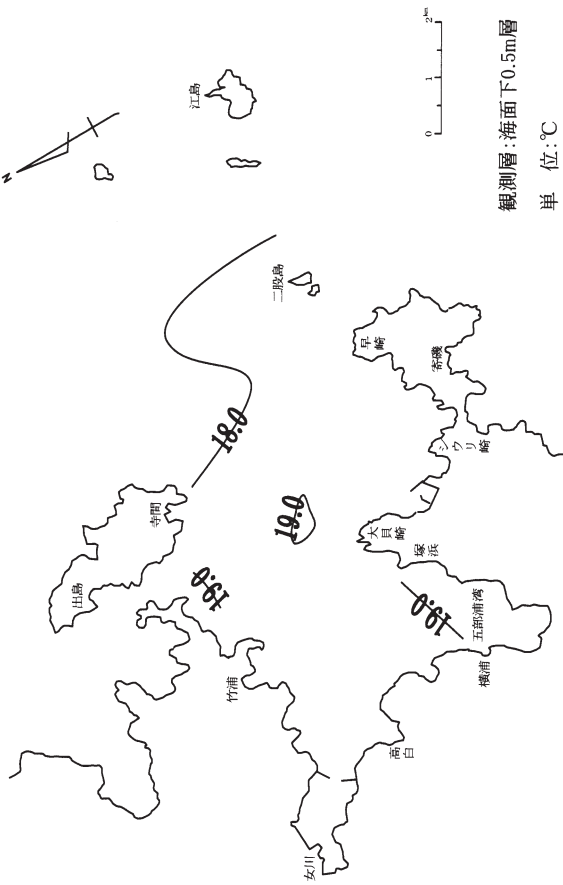 N
江島
2km
1
0
観測層:海面下0.5m層
単 位:℃
二股島
早崎
寄磯
18.0
シウリ崎
寺間
19.0
大貝崎
塚浜
出島
19.0
19.0
五部浦湾
竹浦
横浦
高白
女川